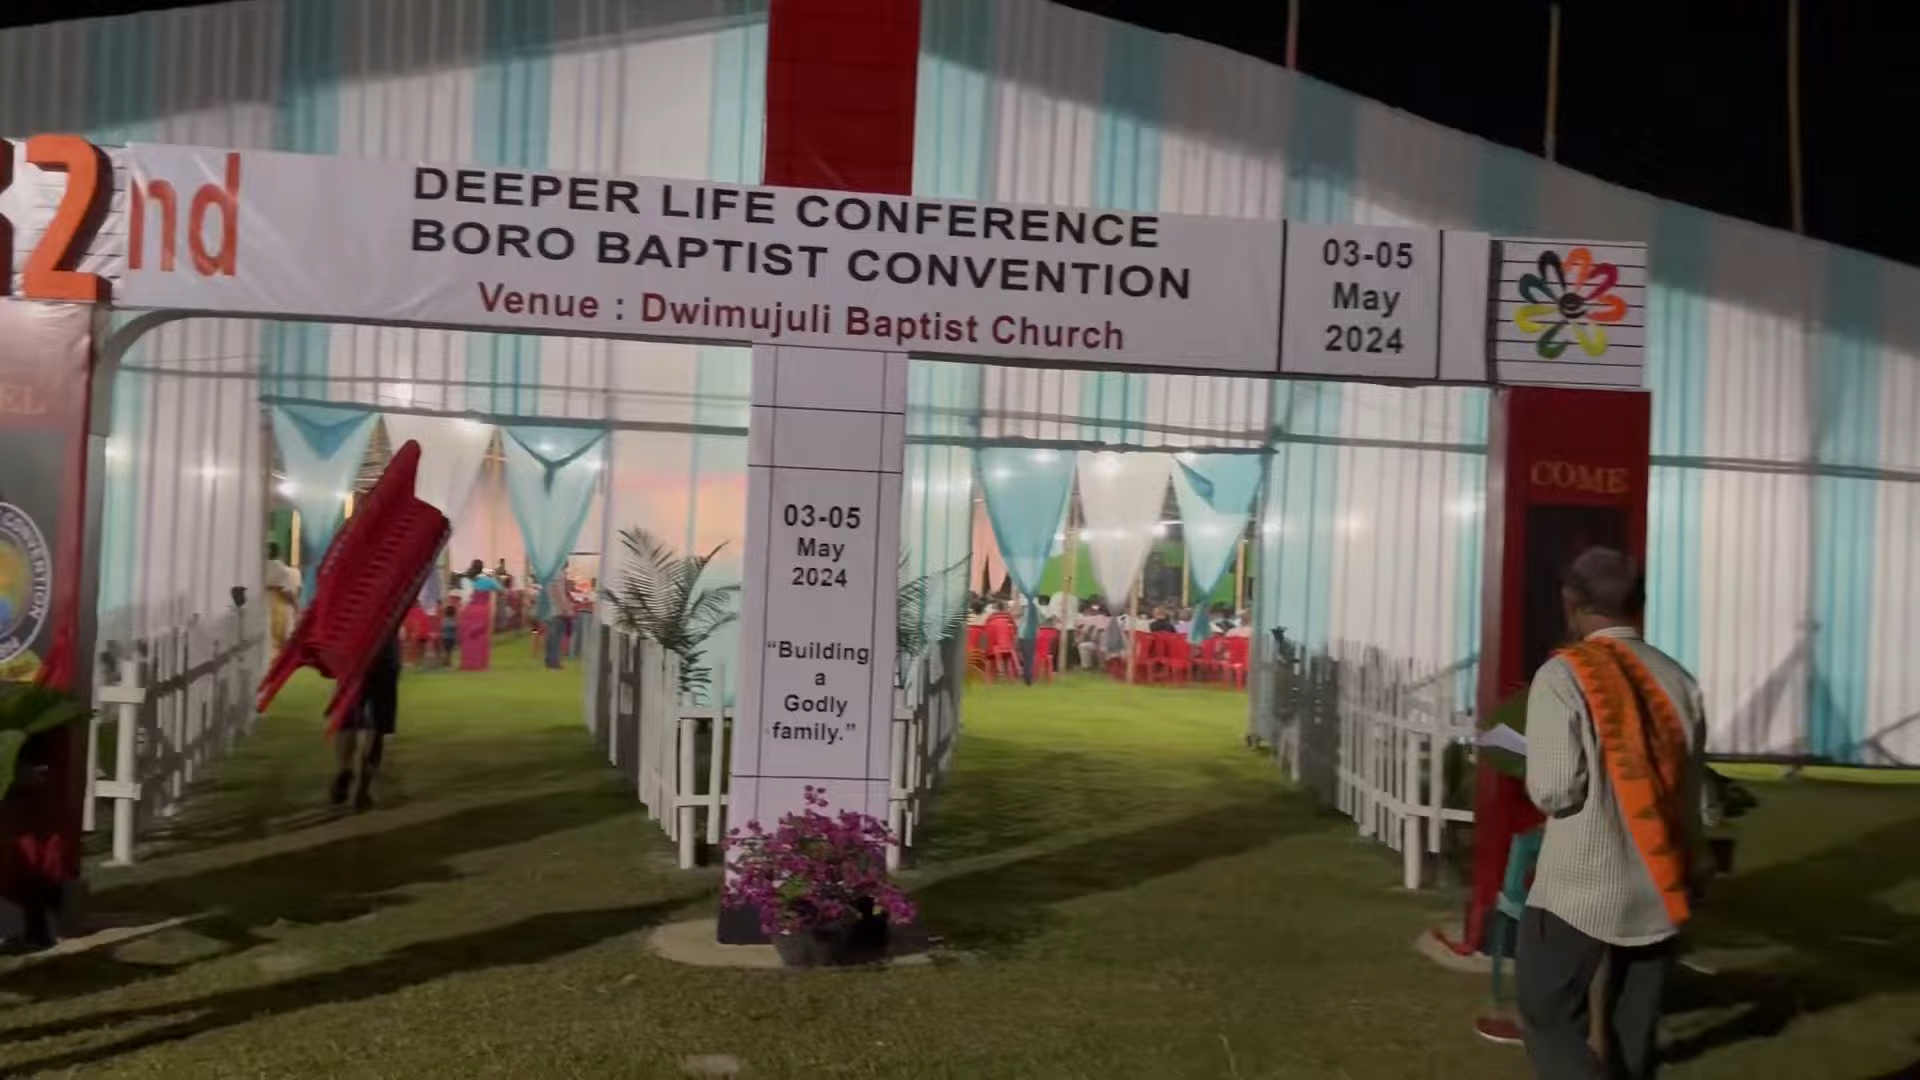 2nd
DEEPER LIFE CONFERENCE
BORO BAPTIST CONVENTION
Venue : Dwimujuli Baptist Church
03-05
May
2024
03-05
May
2024
“Building
a
Godly
family.”
COME